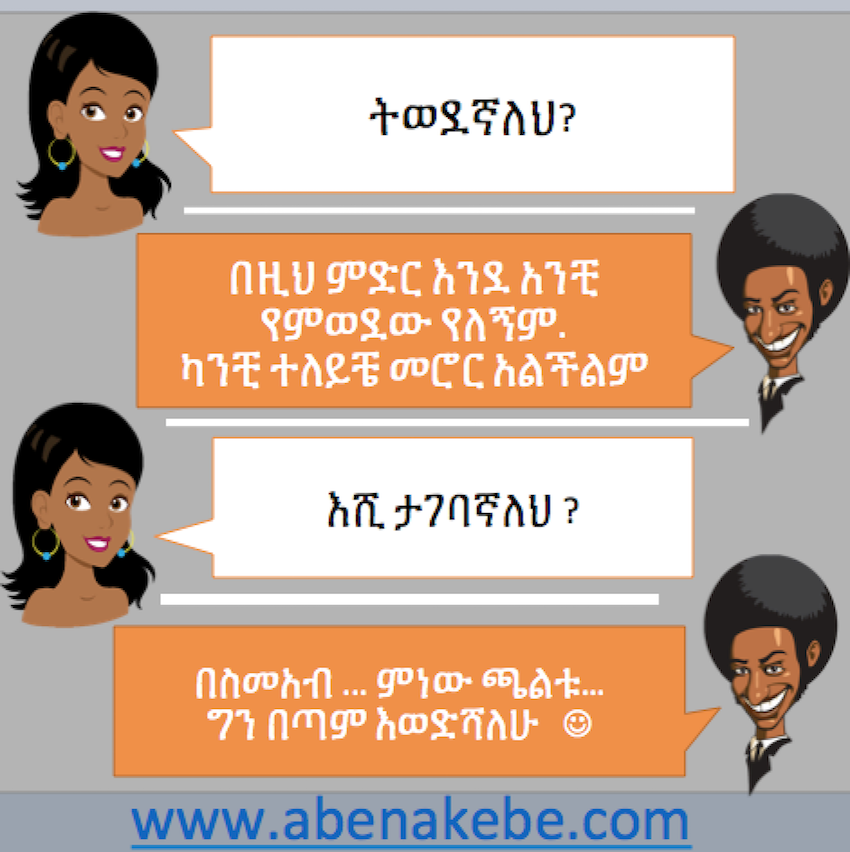 ትወደኛለህ?
በዚህ ምድር እንደ አንቺ
የምወደው የለኝም.
ካንቺ ተለይቼ መሮር አልችልም
እሺ ታገባኛለህ ?
በስመአብ ... ምነው ጫልቱ...
ግን በጣም እወድሻለሁ ☺
www.abenakebe.com